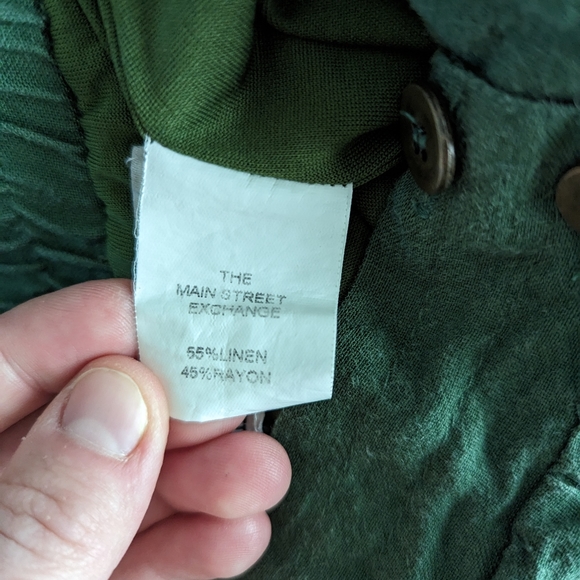 THE
MAIN STREET
EXCHANGE
55%LINEN
45%RAYON